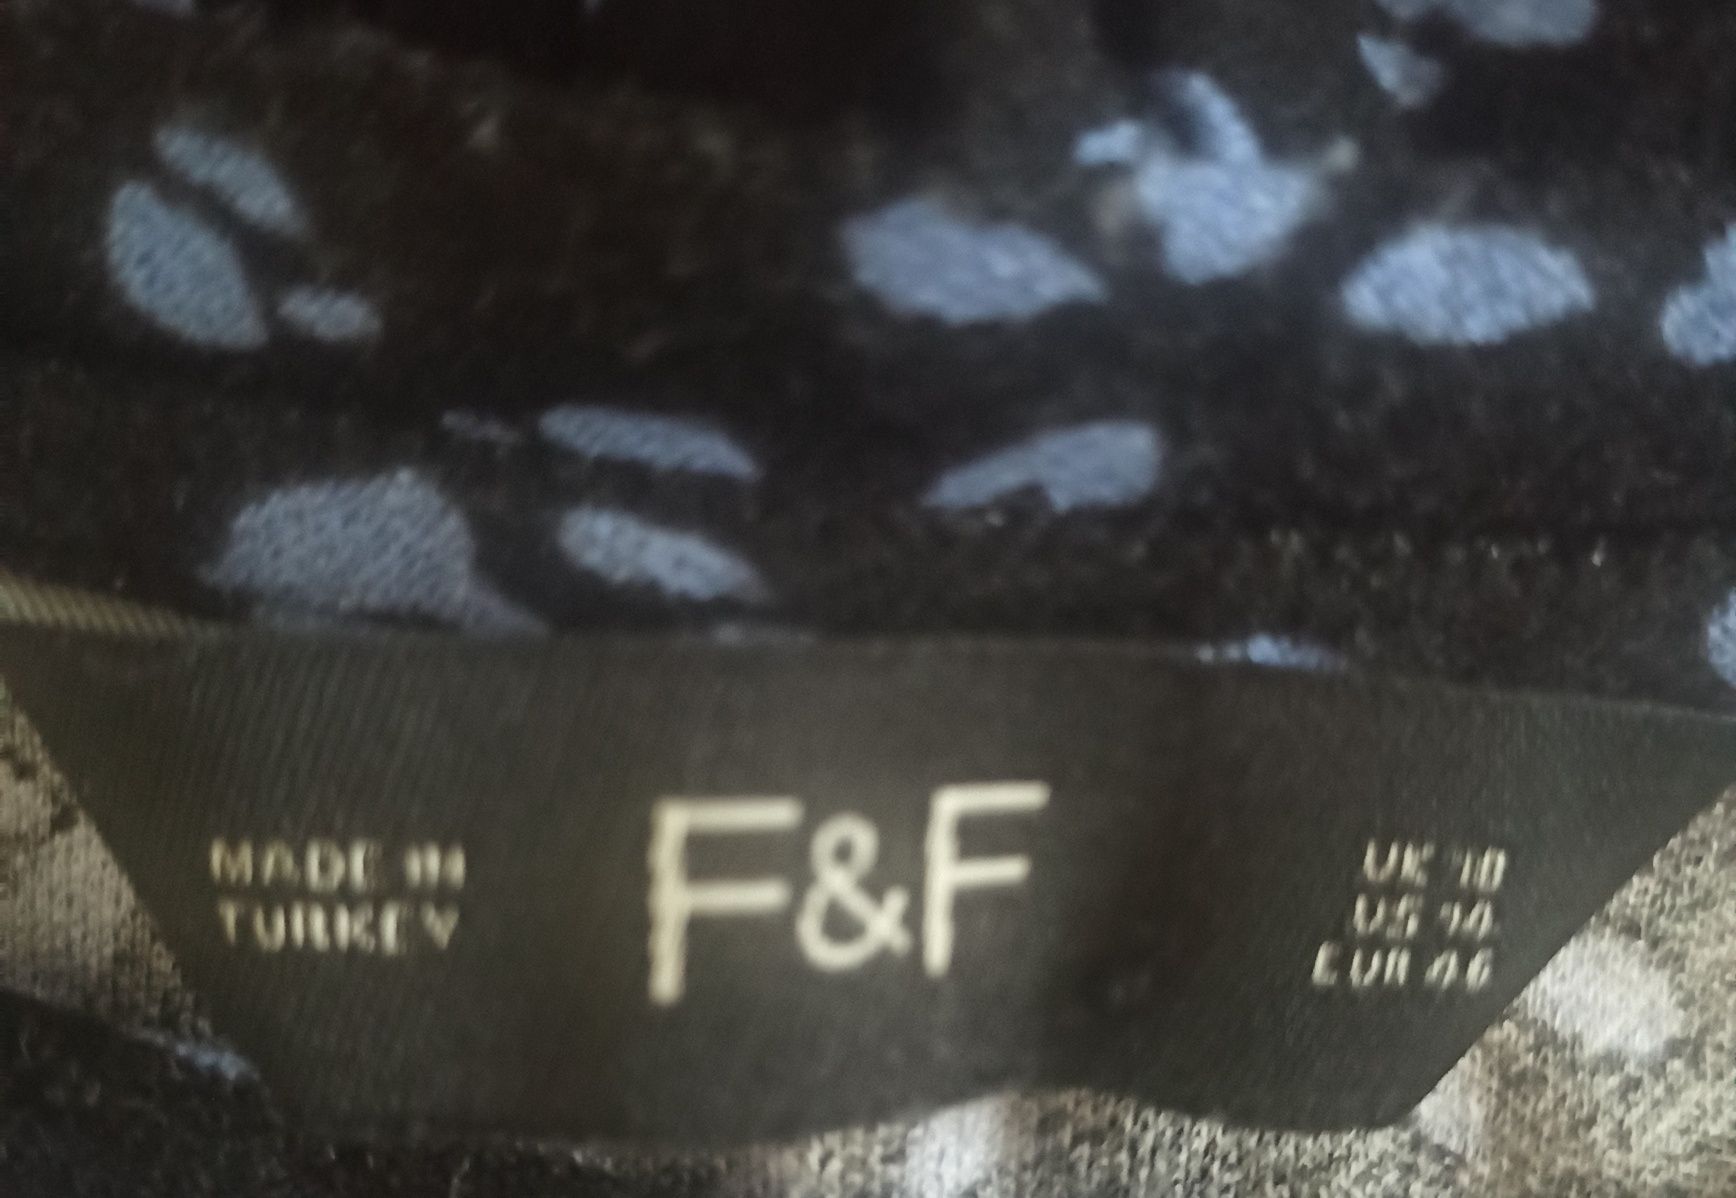 MADE IN
TURKEY
F&F
UK 18
US 14
EUR 46